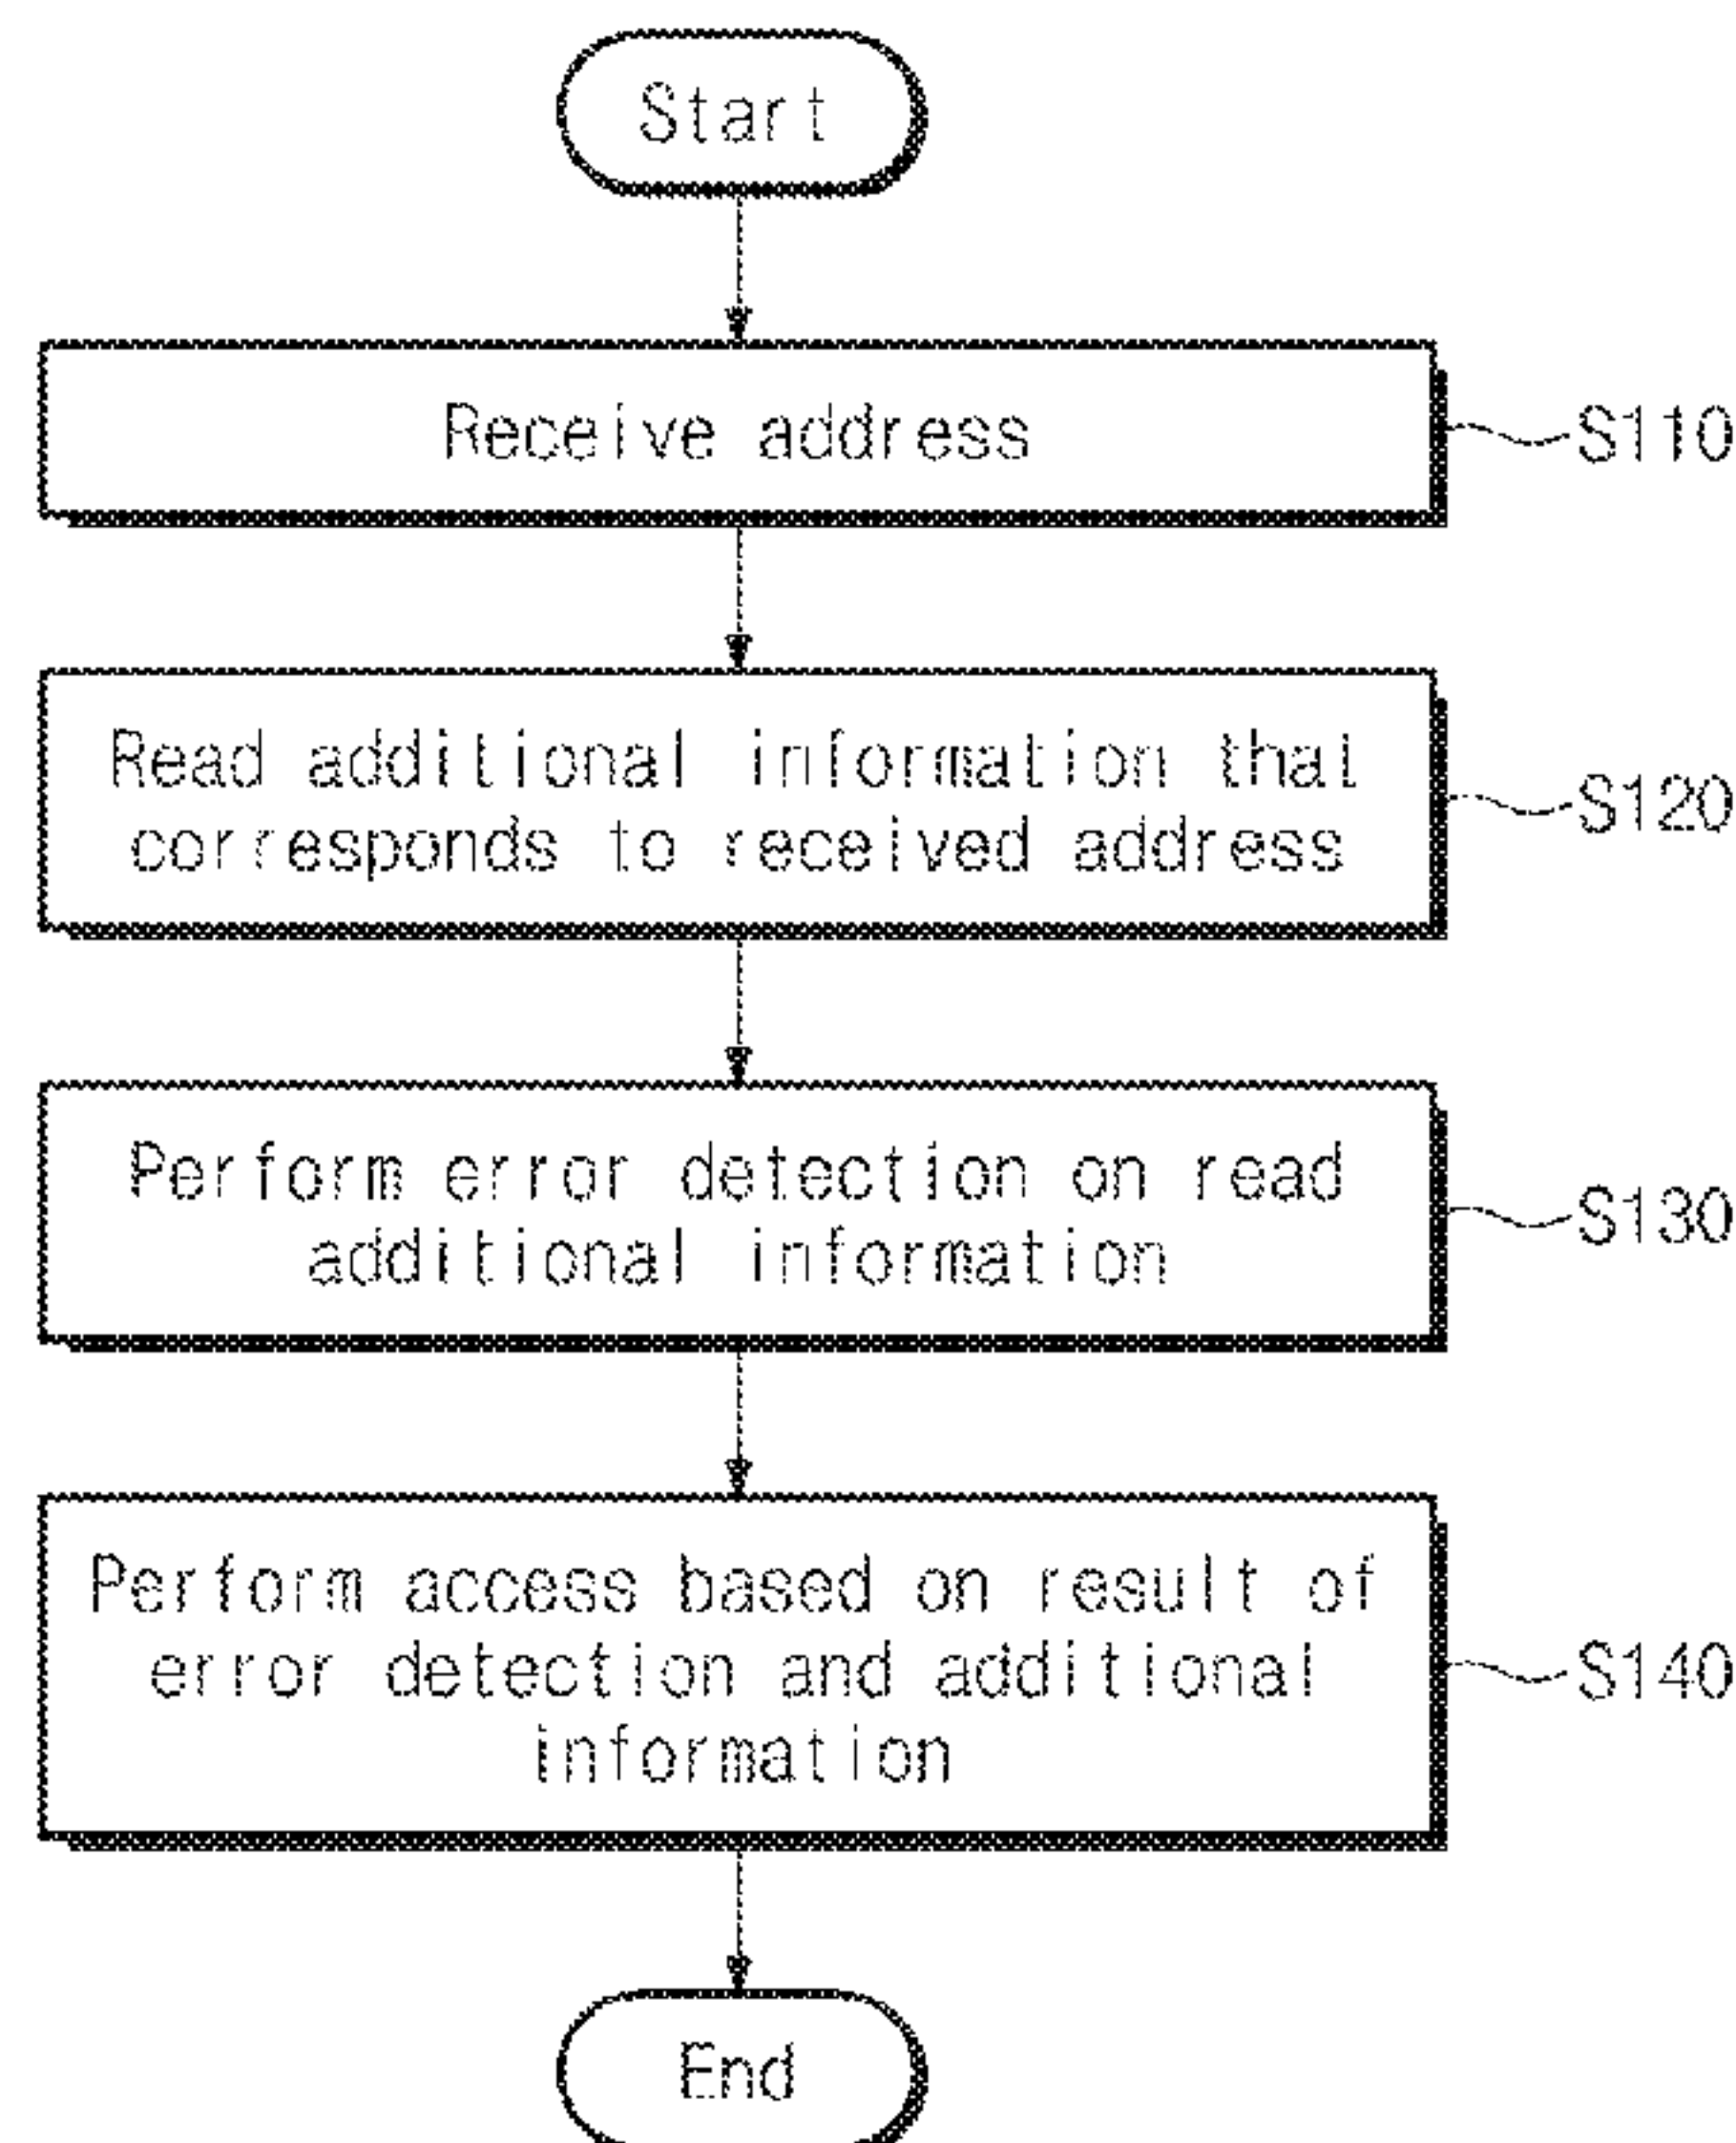 Start
Receive address
S110
Read additional information that
corresponds to received address
S120
Perform error detection on read
additional information
S130
Perform access based on result of
error detection and additional
information
S140
End